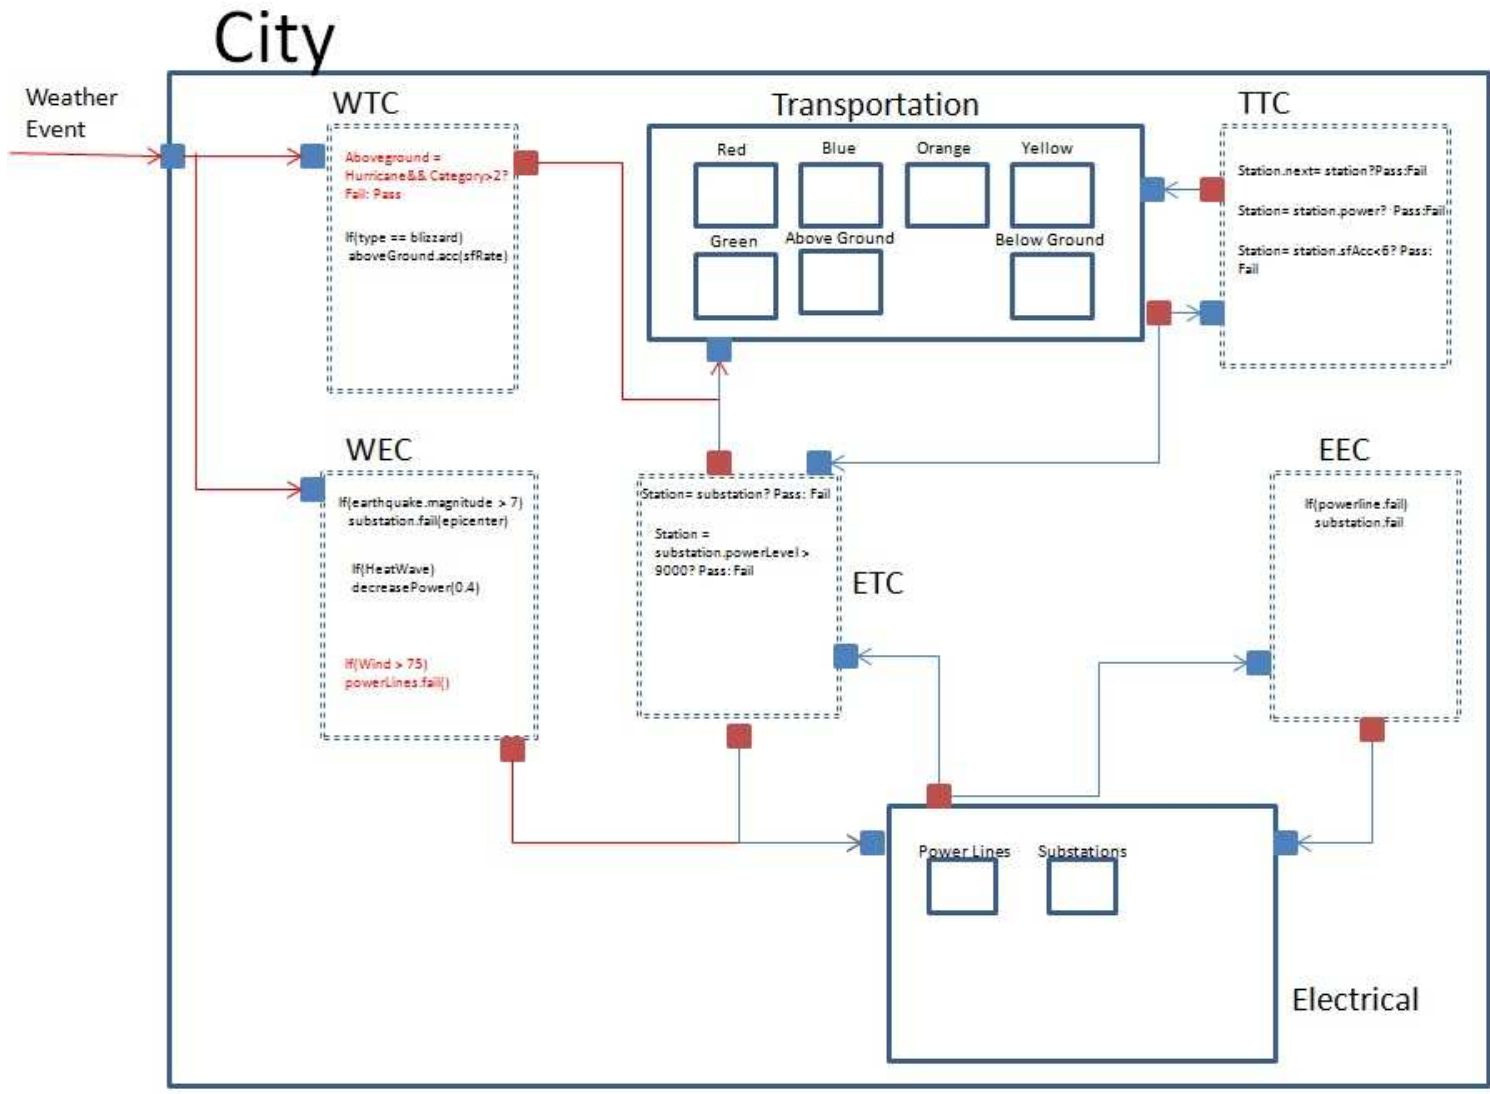 City
Weather
Event
WTC
Aboveground =
Hurricane&& Category>2?
Fail: Pass
If(type == blizzard)
aboveGround.acc(sfRate)
Transportation
Red
Blue
Orange
Yellow
Green
Above Ground
Below Ground
TTC
Station.next= station?Pass:Fail
Station= station.power? Pass:Fail
Station= station.sfAcc<6? Pass:
Fail
WEC
If(earthquake.magnitude > 7)
substation.fail(epicenter)
If(HeatWave)
decreasePower(0.4)
If(Wind > 75)
powerLines.fail()
Station= substation? Pass: Fail
Station =
substation.powerLevel >
9000? Pass: Fail
ETC
EEC
If(powerline.fail)
substation.fail
Power Lines
Substations
Electrical